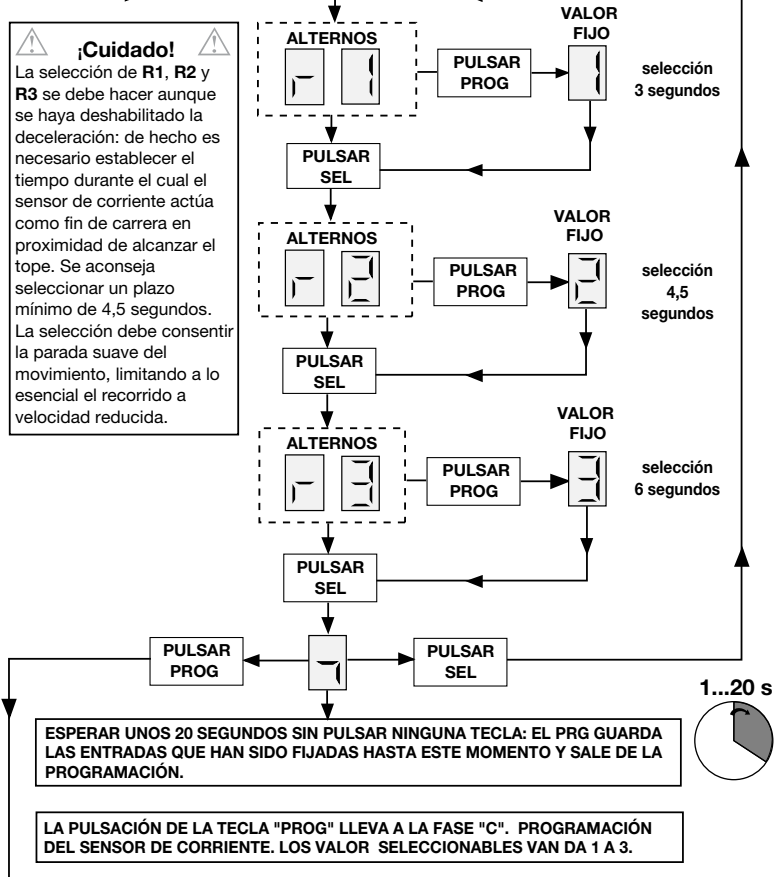 ¡Cuidado!
La selección de R1, R2 y
R3 se debe hacer aunque
se haya deshabilitado la
deceleración: de hecho es
necesario establecer el
tiempo durante el cual el
sensor de corriente actúa
como fin de carrera en
proximidad de alcanzar el
tope. Se aconseja
seleccionar un plazo
mínimo de 4,5 segundos.
La selección debe consentir
la parada suave del
movimiento, limitando a lo
esencial el recorrido a
velocidad reducida.
ALTERNOS
r 1
PULSAR
PROG
VALOR
FIJO
1
selección
3 segundos
PULSAR
SEL
ALTERNOS
r 2
PULSAR
PROG
VALOR
FIJO
2
selección
4,5
segundos
PULSAR
SEL
ALTERNOS
r 3
PULSAR
PROG
VALOR
FIJO
3
selección
6 segundos
PULSAR
SEL
PULSAR
PROG
PULSAR
SEL
1...20 s
ESPERAR UNOS 20 SEGUNDOS SIN PULSAR NINGUNA TECLA: EL PRG GUARDA
LAS ENTRADAS QUE HAN SIDO FIJADAS HASTA ESTE MOMENTO Y SALE DE LA
PROGRAMACIÓN.
LA PULSACIÓN DE LA TECLA "PROG" LLEVA A LA FASE "C". PROGRAMACIÓN
DEL SENSOR DE CORRIENTE. LOS VALOR SELECCIONABLES VAN DA 1 A 3.